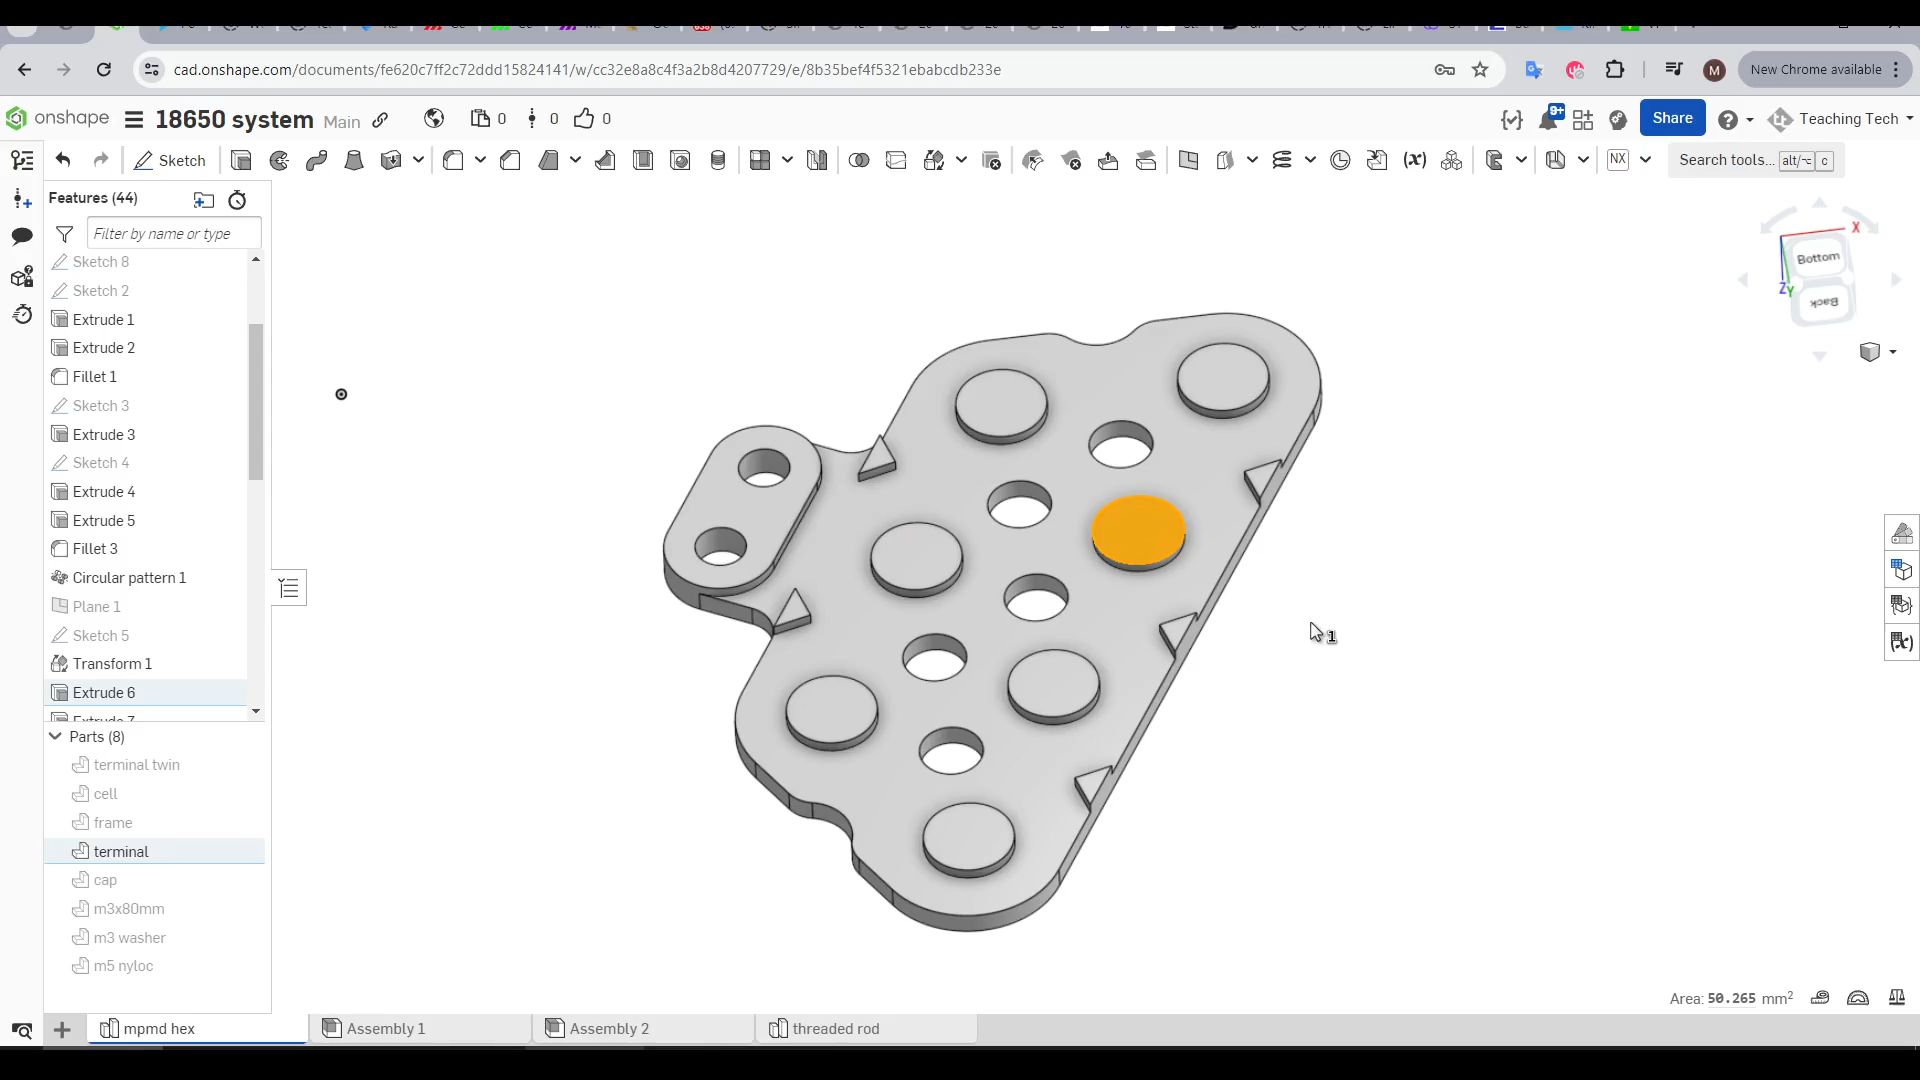 cad.onshape.com/documents/fe620c7ff2c72ddd15824141/w/cc32e8a8c4f3a2b8d4207729/e/8b35bef4f5321ebabcdb233e
M
New Chrome available
onshape
18650 system
Main
0
0
0
9+
Share
Teaching Tech
Sketch
NX
Search tools...
alt/⌥
c
Features (44)
Filter by name or type
Sketch 8
Sketch 2
Extrude 1
Extrude 2
Fillet 1
Sketch 3
Extrude 3
Sketch 4
Extrude 4
Extrude 5
Fillet 3
Circular pattern 1
Plane 1
Sketch 5
Transform 1
Extrude 6
Extrude 7
Parts (8)
terminal twin
cell
frame
terminal
cap
m3x80mm
m3 washer
m5 nyloc
X
Bottom
Z
Y
Back
1
Area: 50.265 mm²
mpmd hex
Assembly 1
Assembly 2
threaded rod